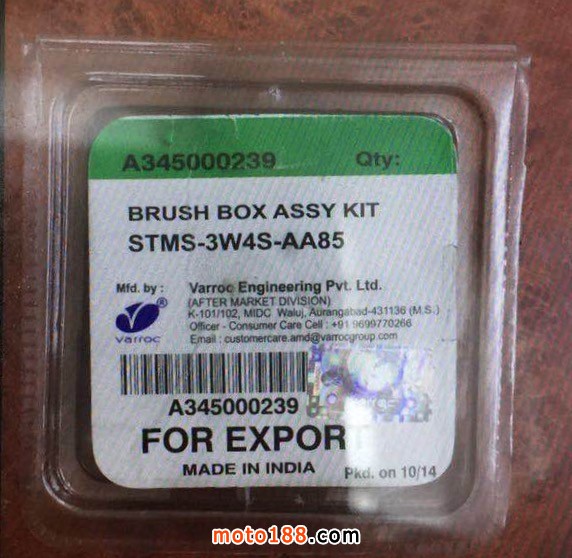 A345000239 Qty:
BRUSH BOX ASSY KIT
STMS-3W4S-AA85
Mfd. by : Varroc Engineering Pvt. Ltd.
(AFTER MARKET DIVISION)
K-101/102, MIDC Waluj, Aurangabad-431136 (M.S.)
Officer - Consumer Care Cell : +91 9699770266
Email : customercare.amd@varrocgroup.com
varroc®
A345000239
FOR EXPORT
MADE IN INDIA Pkd. on 10/14
moto188.com